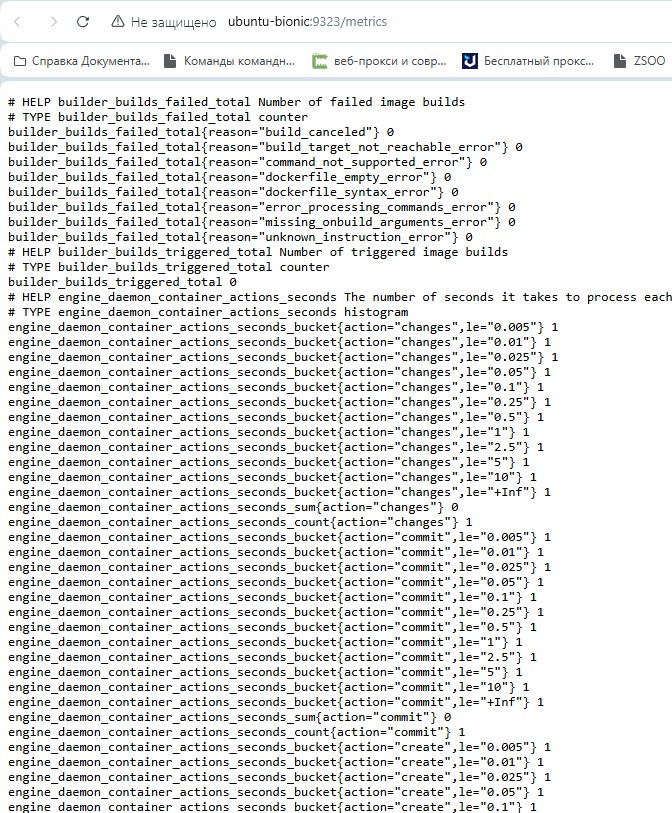 Не защищено ubuntu-bionic:9323/metrics
Справка Документа... Команды командн... веб-прокси и совр... Бесплатный прокс... ZSOO
# HELP builder_builds_failed_total Number of failed image builds
# TYPE builder_builds_failed_total counter
builder_builds_failed_total{reason="build_canceled"} 0
builder_builds_failed_total{reason="build_target_not_reachable_error"} 0
builder_builds_failed_total{reason="command_not_supported_error"} 0
builder_builds_failed_total{reason="dockerfile_empty_error"} 0
builder_builds_failed_total{reason="dockerfile_syntax_error"} 0
builder_builds_failed_total{reason="error_processing_commands_error"} 0
builder_builds_failed_total{reason="missing_onbuild_arguments_error"} 0
builder_builds_failed_total{reason="unknown_instruction_error"} 0
# HELP builder_builds_triggered_total Number of triggered image builds
# TYPE builder_builds_triggered_total counter
builder_builds_triggered_total 0
# HELP engine_daemon_container_actions_seconds The number of seconds it takes to process each
# TYPE engine_daemon_container_actions_seconds histogram
engine_daemon_container_actions_seconds_bucket{action="changes",le="0.005"} 1
engine_daemon_container_actions_seconds_bucket{action="changes",le="0.01"} 1
engine_daemon_container_actions_seconds_bucket{action="changes",le="0.025"} 1
engine_daemon_container_actions_seconds_bucket{action="changes",le="0.05"} 1
engine_daemon_container_actions_seconds_bucket{action="changes",le="0.1"} 1
engine_daemon_container_actions_seconds_bucket{action="changes",le="0.25"} 1
engine_daemon_container_actions_seconds_bucket{action="changes",le="0.5"} 1
engine_daemon_container_actions_seconds_bucket{action="changes",le="1"} 1
engine_daemon_container_actions_seconds_bucket{action="changes",le="2.5"} 1
engine_daemon_container_actions_seconds_bucket{action="changes",le="5"} 1
engine_daemon_container_actions_seconds_bucket{action="changes",le="10"} 1
engine_daemon_container_actions_seconds_bucket{action="changes",le="+Inf"} 1
engine_daemon_container_actions_seconds_sum{action="changes"} 0
engine_daemon_container_actions_seconds_count{action="changes"} 1
engine_daemon_container_actions_seconds_bucket{action="commit",le="0.005"} 1
engine_daemon_container_actions_seconds_bucket{action="commit",le="0.01"} 1
engine_daemon_container_actions_seconds_bucket{action="commit",le="0.025"} 1
engine_daemon_container_actions_seconds_bucket{action="commit",le="0.05"} 1
engine_daemon_container_actions_seconds_bucket{action="commit",le="0.1"} 1
engine_daemon_container_actions_seconds_bucket{action="commit",le="0.25"} 1
engine_daemon_container_actions_seconds_bucket{action="commit",le="0.5"} 1
engine_daemon_container_actions_seconds_bucket{action="commit",le="1"} 1
engine_daemon_container_actions_seconds_bucket{action="commit",le="2.5"} 1
engine_daemon_container_actions_seconds_bucket{action="commit",le="5"} 1
engine_daemon_container_actions_seconds_bucket{action="commit",le="10"} 1
engine_daemon_container_actions_seconds_bucket{action="commit",le="+Inf"} 1
engine_daemon_container_actions_seconds_sum{action="commit"} 0
engine_daemon_container_actions_seconds_count{action="commit"} 1
engine_daemon_container_actions_seconds_bucket{action="create",le="0.005"} 1
engine_daemon_container_actions_seconds_bucket{action="create",le="0.01"} 1
engine_daemon_container_actions_seconds_bucket{action="create",le="0.025"} 1
engine_daemon_container_actions_seconds_bucket{action="create",le="0.05"} 1
engine_daemon_container_actions_seconds_bucket{action="create",le="0.1"} 1